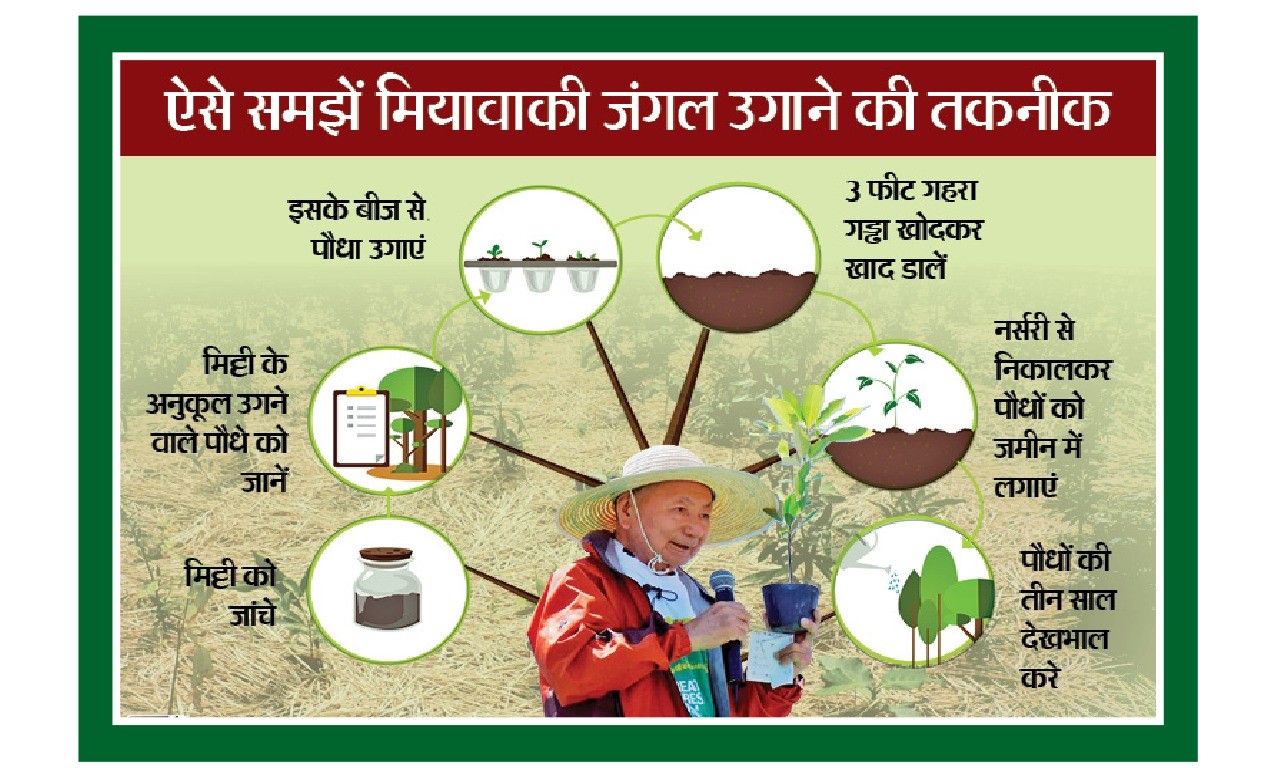 ऐसे समझें मियावाकी जंगल उगाने की तकनीक
मिट्टी को
जांचे
मिट्टी के
अनुकूल उगने
वाले पौधे को
जानें
इसके बीज से
पौधा उगाएं
3 फीट गहरा
गड्ढा खोदकर
खाद डालें
नर्सरी से
निकालकर
पौधों को
जमीन में
लगाएं
पौधों की
तीन साल
देखभाल
करे